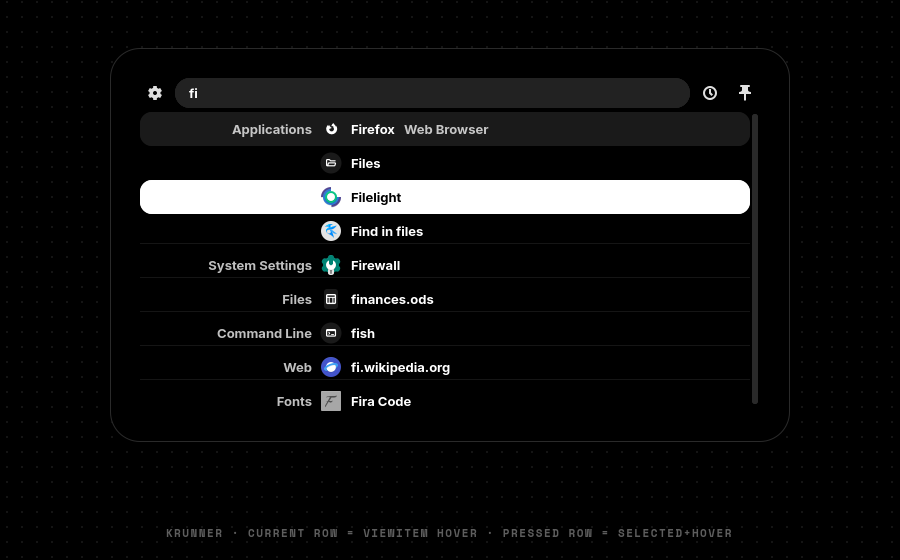 fi
Applications Firefox Web Browser
Files
Filelight
Find in files
System Settings Firewall
Files finances.ods
Command Line fish
Web fi.wikipedia.org
Fonts Fira Code
KRUNNER · CURRENT ROW = VIEWITEM HOVER · PRESSED ROW = SELECTED+HOVER